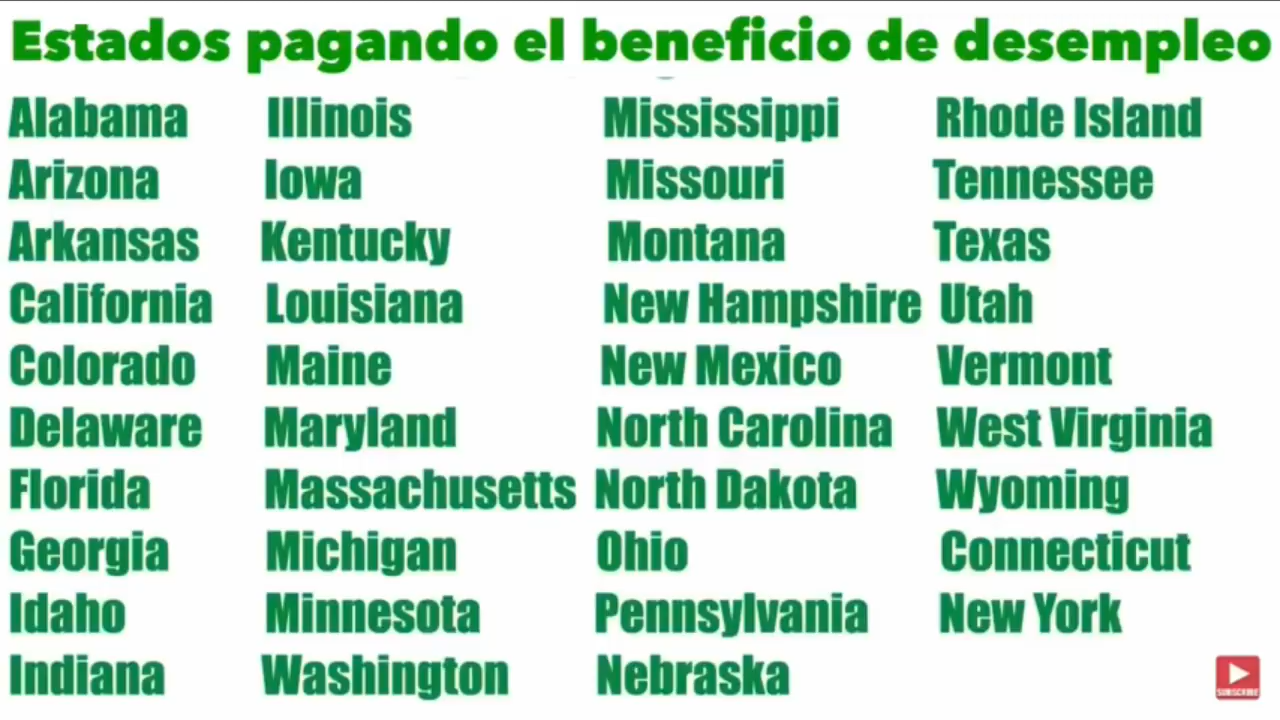 Estados pagando el beneficio de desempleo
Alabama
Arizona
Arkansas
California
Colorado
Delaware
Florida
Georgia
Idaho
Indiana
Illinois
Iowa
Kentucky
Louisiana
Maine
Maryland
Massachusetts
Michigan
Minnesota
Washington
Mississippi
Missouri
Montana
New Hampshire
New Mexico
North Carolina
North Dakota
Ohio
Pennsylvania
Nebraska
Rhode Island
Tennessee
Texas
Utah
Vermont
West Virginia
Wyoming
Connecticut
New York
SUBSCRIBE